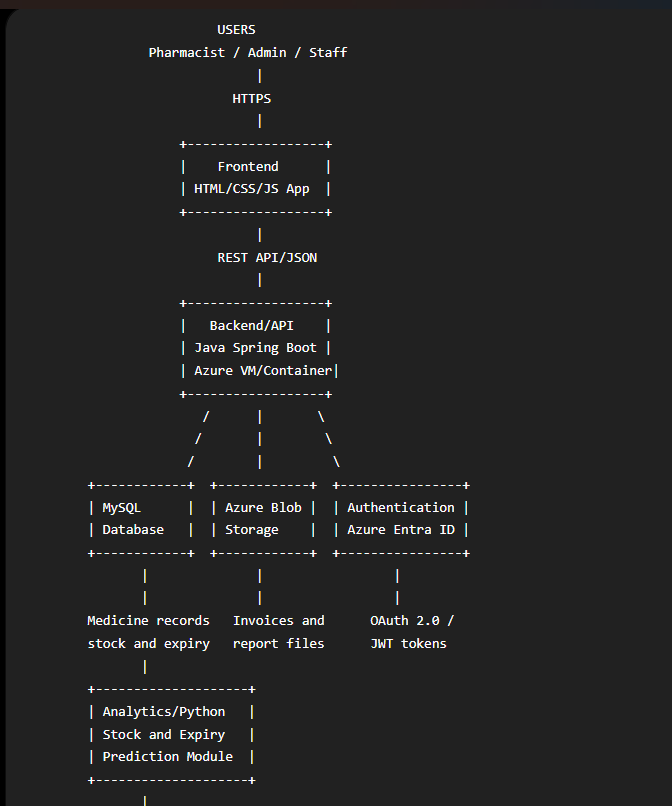 USERS
Pharmacist / Admin / Staff
|
HTTPS
|
+------------------+
|    Frontend      |
| HTML/CSS/JS App  |
+------------------+
|
REST API/JSON
|
+------------------+
|   Backend/API    |
| Java Spring Boot |
| Azure VM/Container|
+------------------+
/      |       \
/       |        \
/        |         \
+------------+  +------------+  +----------------+
| MySQL      |  | Azure Blob |  | Authentication |
| Database   |  | Storage    |  | Azure Entra ID |
+------------+  +------------+  +----------------+
|              |                 |
|              |                 |
Medicine records   Invoices and      OAuth 2.0 /
stock and expiry   report files      JWT tokens
|
+--------------------+
| Analytics/Python   |
| Stock and Expiry   |
| Prediction Module  |
+--------------------+
|